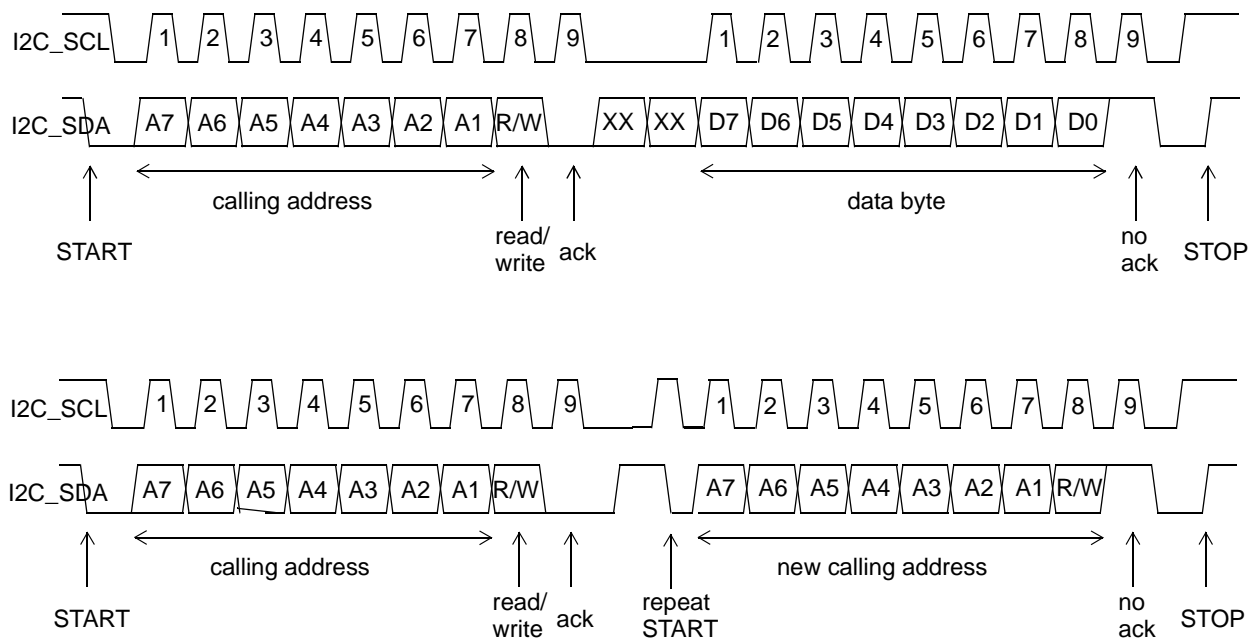 I2C_SCL 1 2 3 4 5 6 7 8 9 1 2 3 4 5 6 7 8 9
I2C_SDA A7 A6 A5 A4 A3 A2 A1 R/W XX XX D7 D6 D5 D4 D3 D2 D1 D0
calling address data byte
START read/ write ack no ack STOP
I2C_SCL 1 2 3 4 5 6 7 8 9 1 2 3 4 5 6 7 8 9
I2C_SDA A7 A6 A5 A4 A3 A2 A1 R/W A7 A6 A5 A4 A3 A2 A1 R/W
calling address new calling address
START read/ write ack repeat START no ack STOP